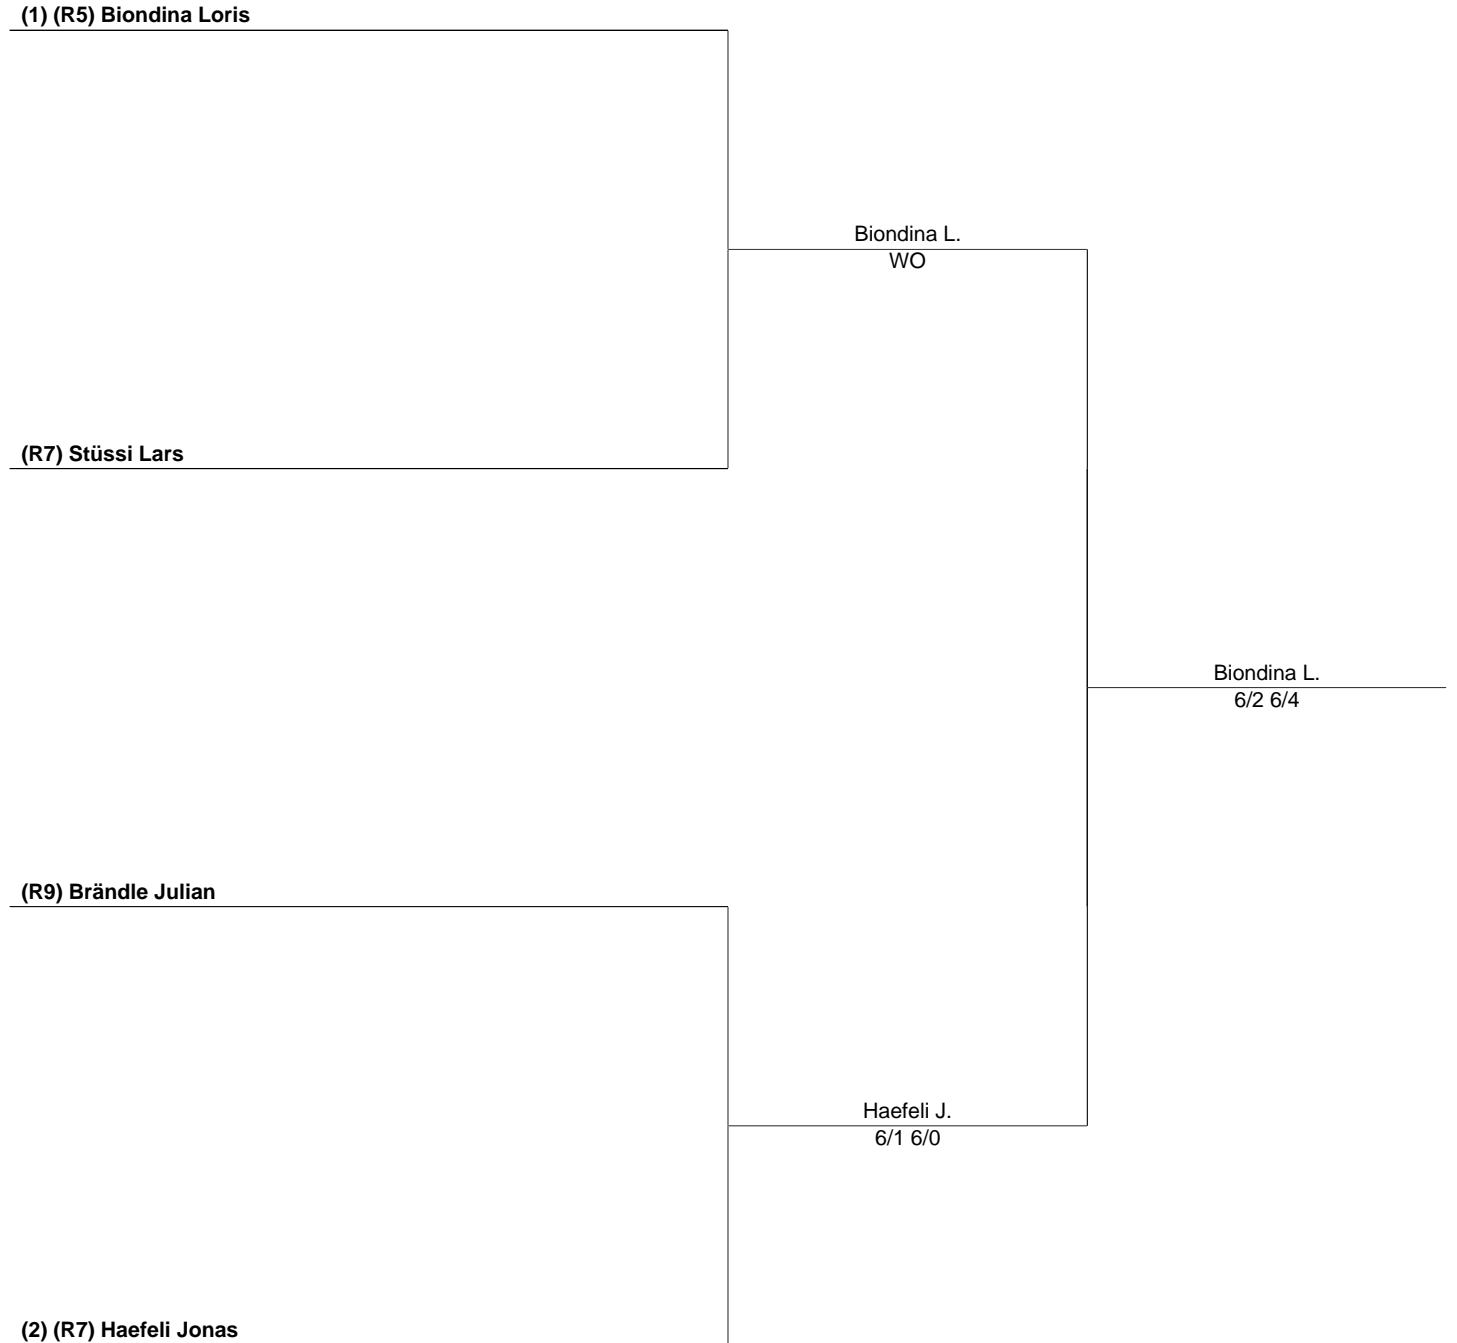 (1) (R5) Biondina Loris
Biondina L.
WO
(R7) Stüssi Lars
Biondina L.
6/2 6/4
(R9) Brändle Julian
Haefeli J.
6/1 6/0
(2) (R7) Haefeli Jonas